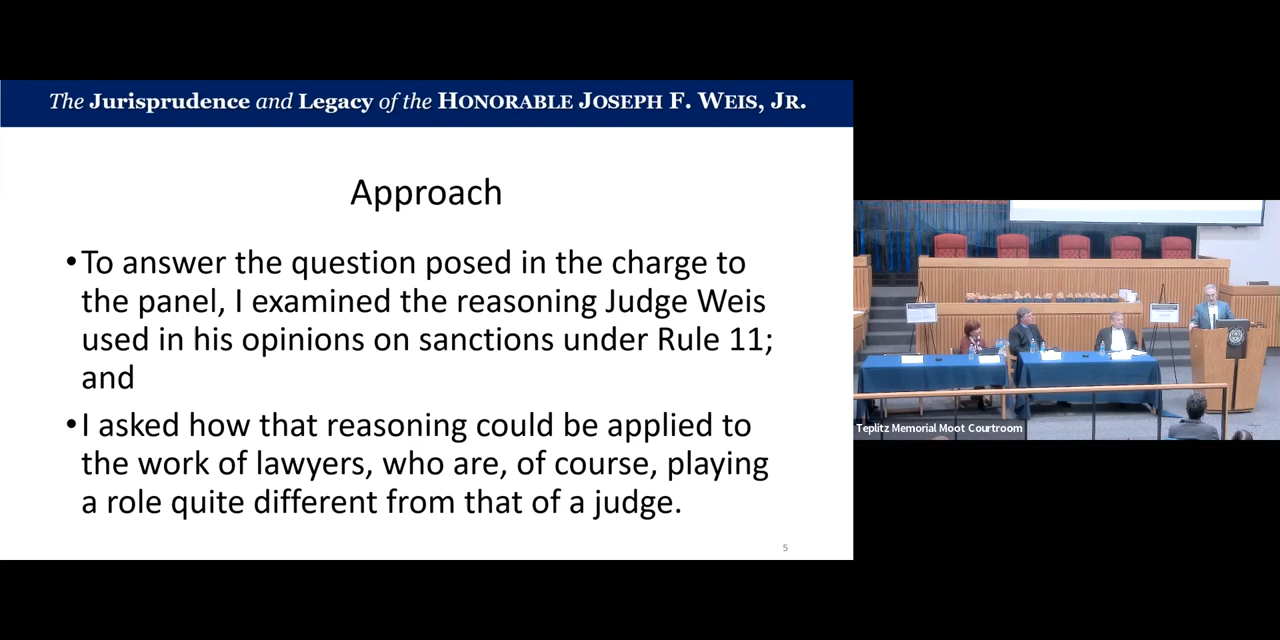 The Jurisprudence and Legacy of the HONORABLE JOSEPH F. WEIS, JR.
Approach
•To answer the question posed in the charge to
the panel, I examined the reasoning Judge Weis
used in his opinions on sanctions under Rule 11;
and
•I asked how that reasoning could be applied to
the work of lawyers, who are, of course, playing
a role quite different from that of a judge.
5
Teplitz Memorial Moot Courtroom